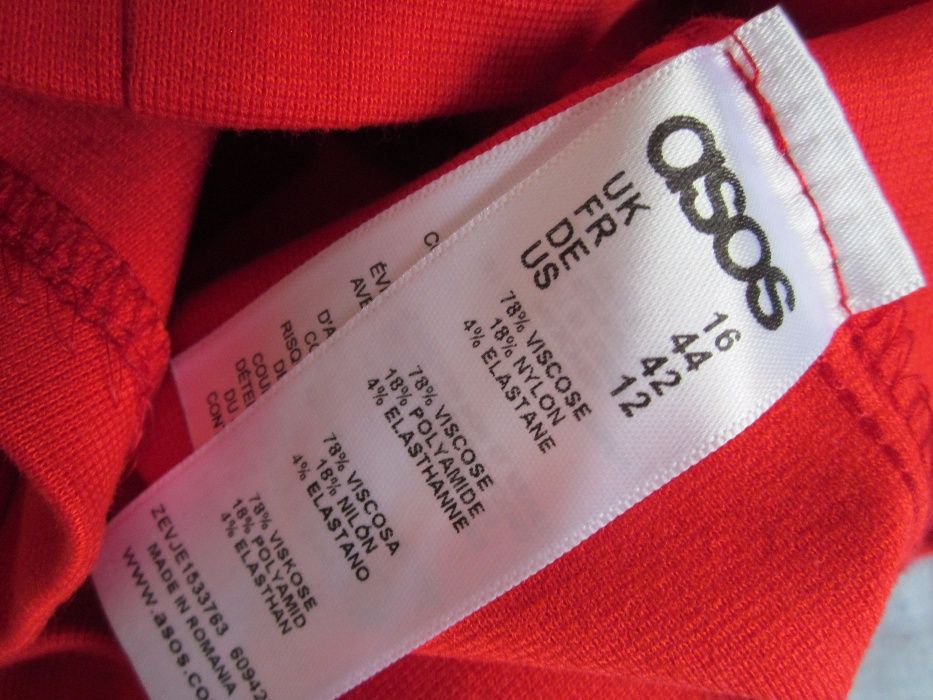 asos
UK 16
FR 44
DE 42
US 12
78% VISCOSE
18% NYLON
4% ELASTANE
78% VISCOSE
18% POLYAMIDE
4% ELASTHANNE
78% VISCOSA
18% NILÓN
4% ELASTANO
78% VISKOSE
18% POLYAMID
4% ELASTHAN
ZEVJE1533763 60942
MADE IN ROMANIA
www.asos.co